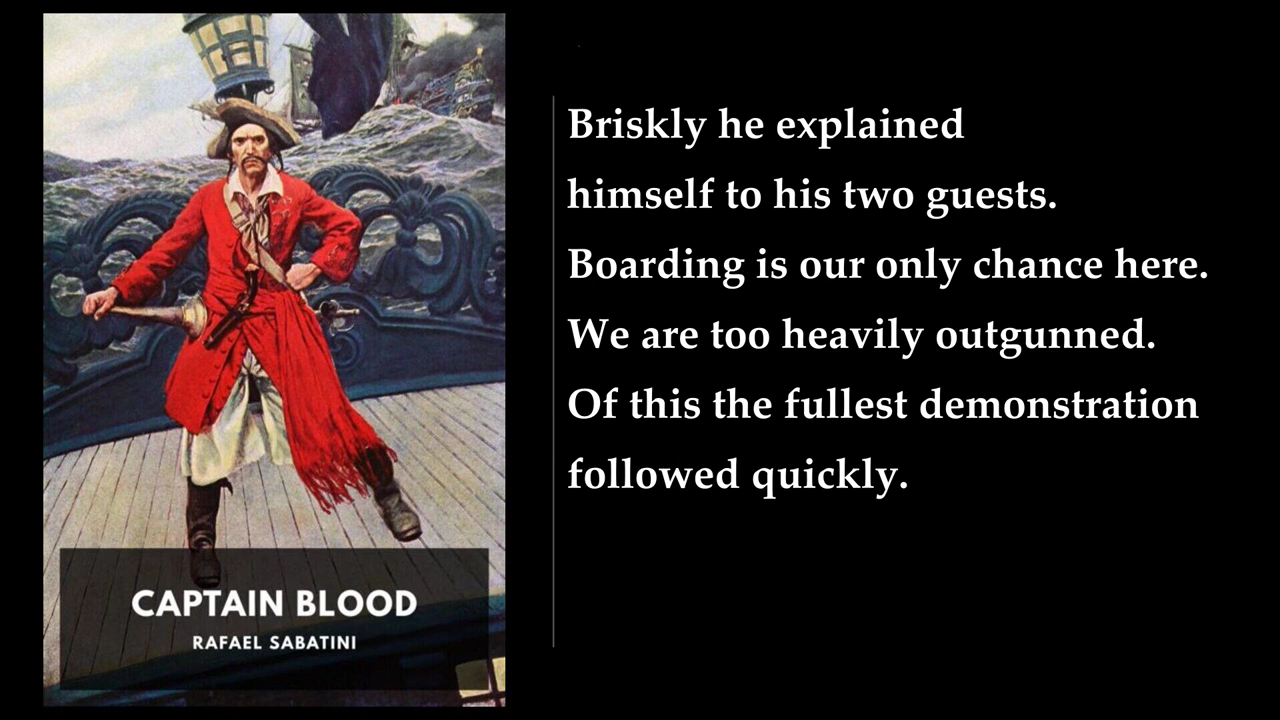 Briskly he explained
himself to his two guests.
Boarding is our only chance here.
We are too heavily outgunned.
Of this the fullest demonstration
followed quickly.
CAPTAIN BLOOD
RAFAEL SABATINI